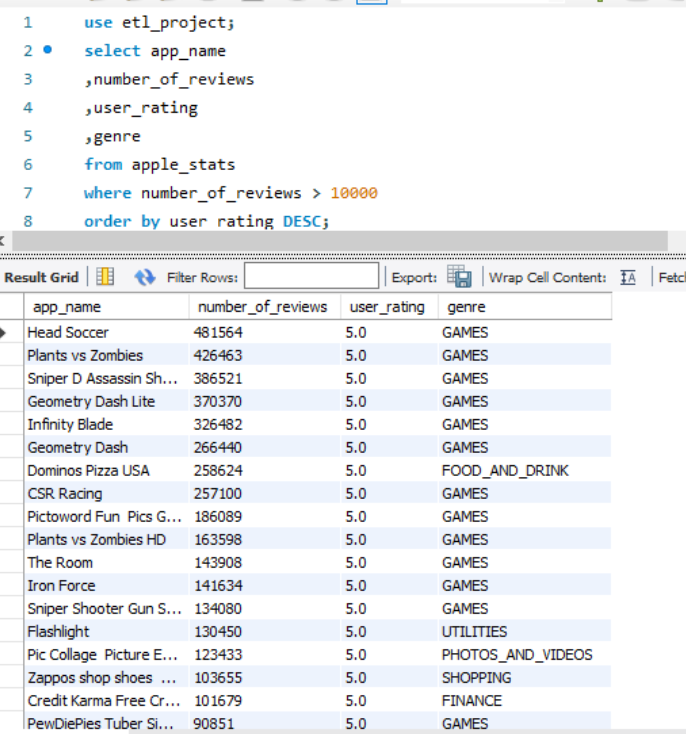 1 use etl_project;
2 select app_name
3 ,number_of_reviews
4 ,user_rating
5 ,genre
6 from apple_stats
7 where number_of_reviews > 10000
8 order by user_rating DESC;
Result Grid Filter Rows: Export: Wrap Cell Content: Fetcl
app_name number_of_reviews user_rating genre
Head Soccer 481564 5.0 GAMES
Plants vs Zombies 426463 5.0 GAMES
Sniper D Assassin Sh... 386521 5.0 GAMES
Geometry Dash Lite 370370 5.0 GAMES
Infinity Blade 326482 5.0 GAMES
Geometry Dash 266440 5.0 GAMES
Dominos Pizza USA 258624 5.0 FOOD_AND_DRINK
CSR Racing 257100 5.0 GAMES
Pictoword Fun Pics G... 186089 5.0 GAMES
Plants vs Zombies HD 163598 5.0 GAMES
The Room 143908 5.0 GAMES
Iron Force 141634 5.0 GAMES
Sniper Shooter Gun S... 134080 5.0 GAMES
Flashlight 130450 5.0 UTILITIES
Pic Collage Picture E... 123433 5.0 PHOTOS_AND_VIDEOS
Zappos shop shoes ... 103655 5.0 SHOPPING
Credit Karma Free Cr... 101679 5.0 FINANCE
PewDiePies Tuber Si... 90851 5.0 GAMES